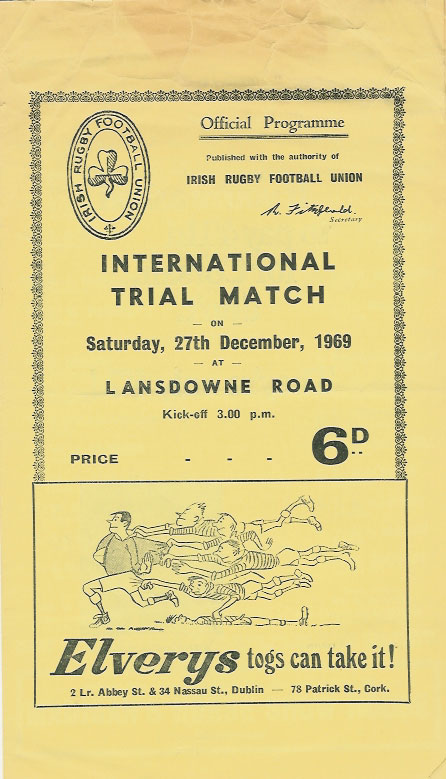 IRISH RUGBY FOOTBALL UNION
Official Programme
Published with the authority of
IRISH RUGBY FOOTBALL UNION
R. Fitzgerald.
Secretary
INTERNATIONAL
TRIAL MATCH
— ON —
Saturday, 27th December, 1969
— AT —
LANSDOWNE ROAD
Kick-off 3.00 p.m.
PRICE - - - 6D
Elverys togs can take it!
2 Lr. Abbey St. & 34 Nassau St., Dublin — 78 Patrick St., Cork.